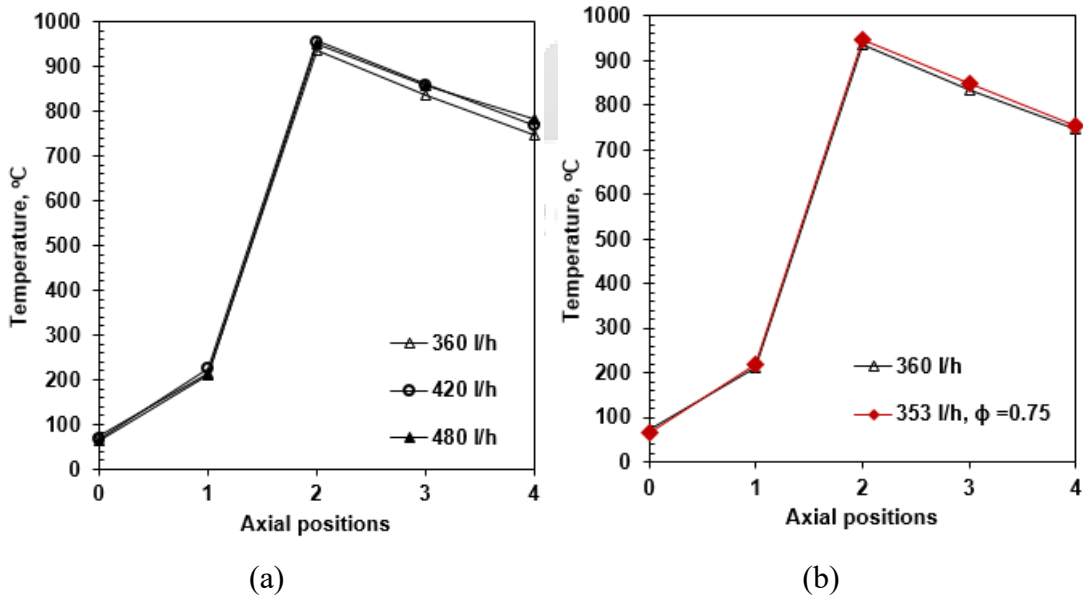 1000
900
800
700
600
500
400
300
200
100
0
Temperature, ºC
0 1 2 3 4
Axial positions
360 l/h
420 l/h
480 l/h
(a)
1000
900
800
700
600
500
400
300
200
100
0
Temperature, ºC
0 1 2 3 4
Axial positions
360 l/h
353 l/h, ϕ =0.75
(b)